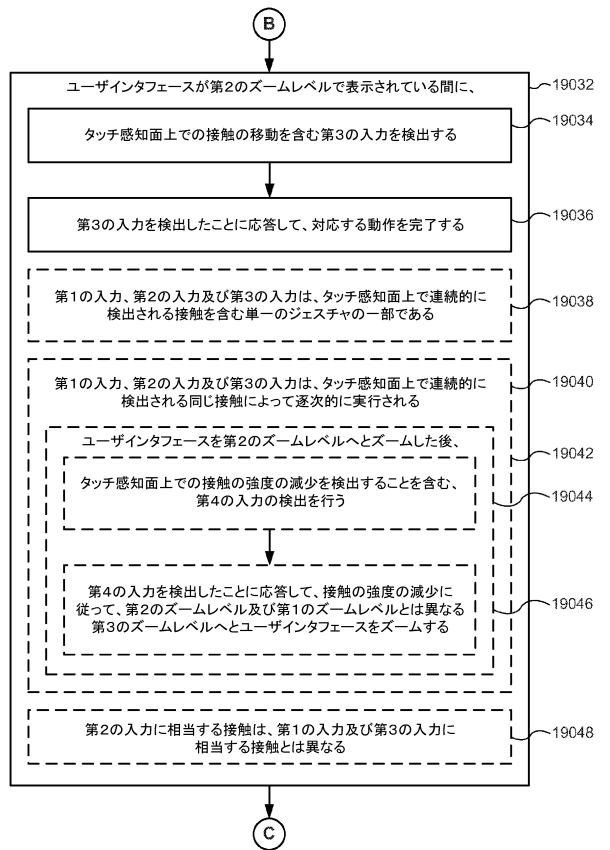 B
ユーザインタフェースが第2のズームレベルで表示されている間に、
19032
タッチ感知面上での接触の移動を含む第3の入力を検出する
19034
第3の入力を検出したことに応答して、対応する動作を完了する
19036
第1の入力、第2の入力及び第3の入力は、タッチ感知面上で連続的に
検出される接触を含む単一のジェスチャの一部である
19038
第1の入力、第2の入力及び第3の入力は、タッチ感知面上で連続的に
検出される同じ接触によって逐次的に実行される
19040
ユーザインタフェースを第2のズームレベルへとズームした後、
19042
タッチ感知面上での接触の強度の減少を検出することを含む、
第4の入力の検出を行う
19044
第4の入力を検出したことに応答して、接触の強度の減少に
従って、第2のズームレベル及び第1のズームレベルとは異なる
第3のズームレベルへとユーザインタフェースをズームする
19046
第2の入力に相当する接触は、第1の入力及び第3の入力に
相当する接触とは異なる
19048
C